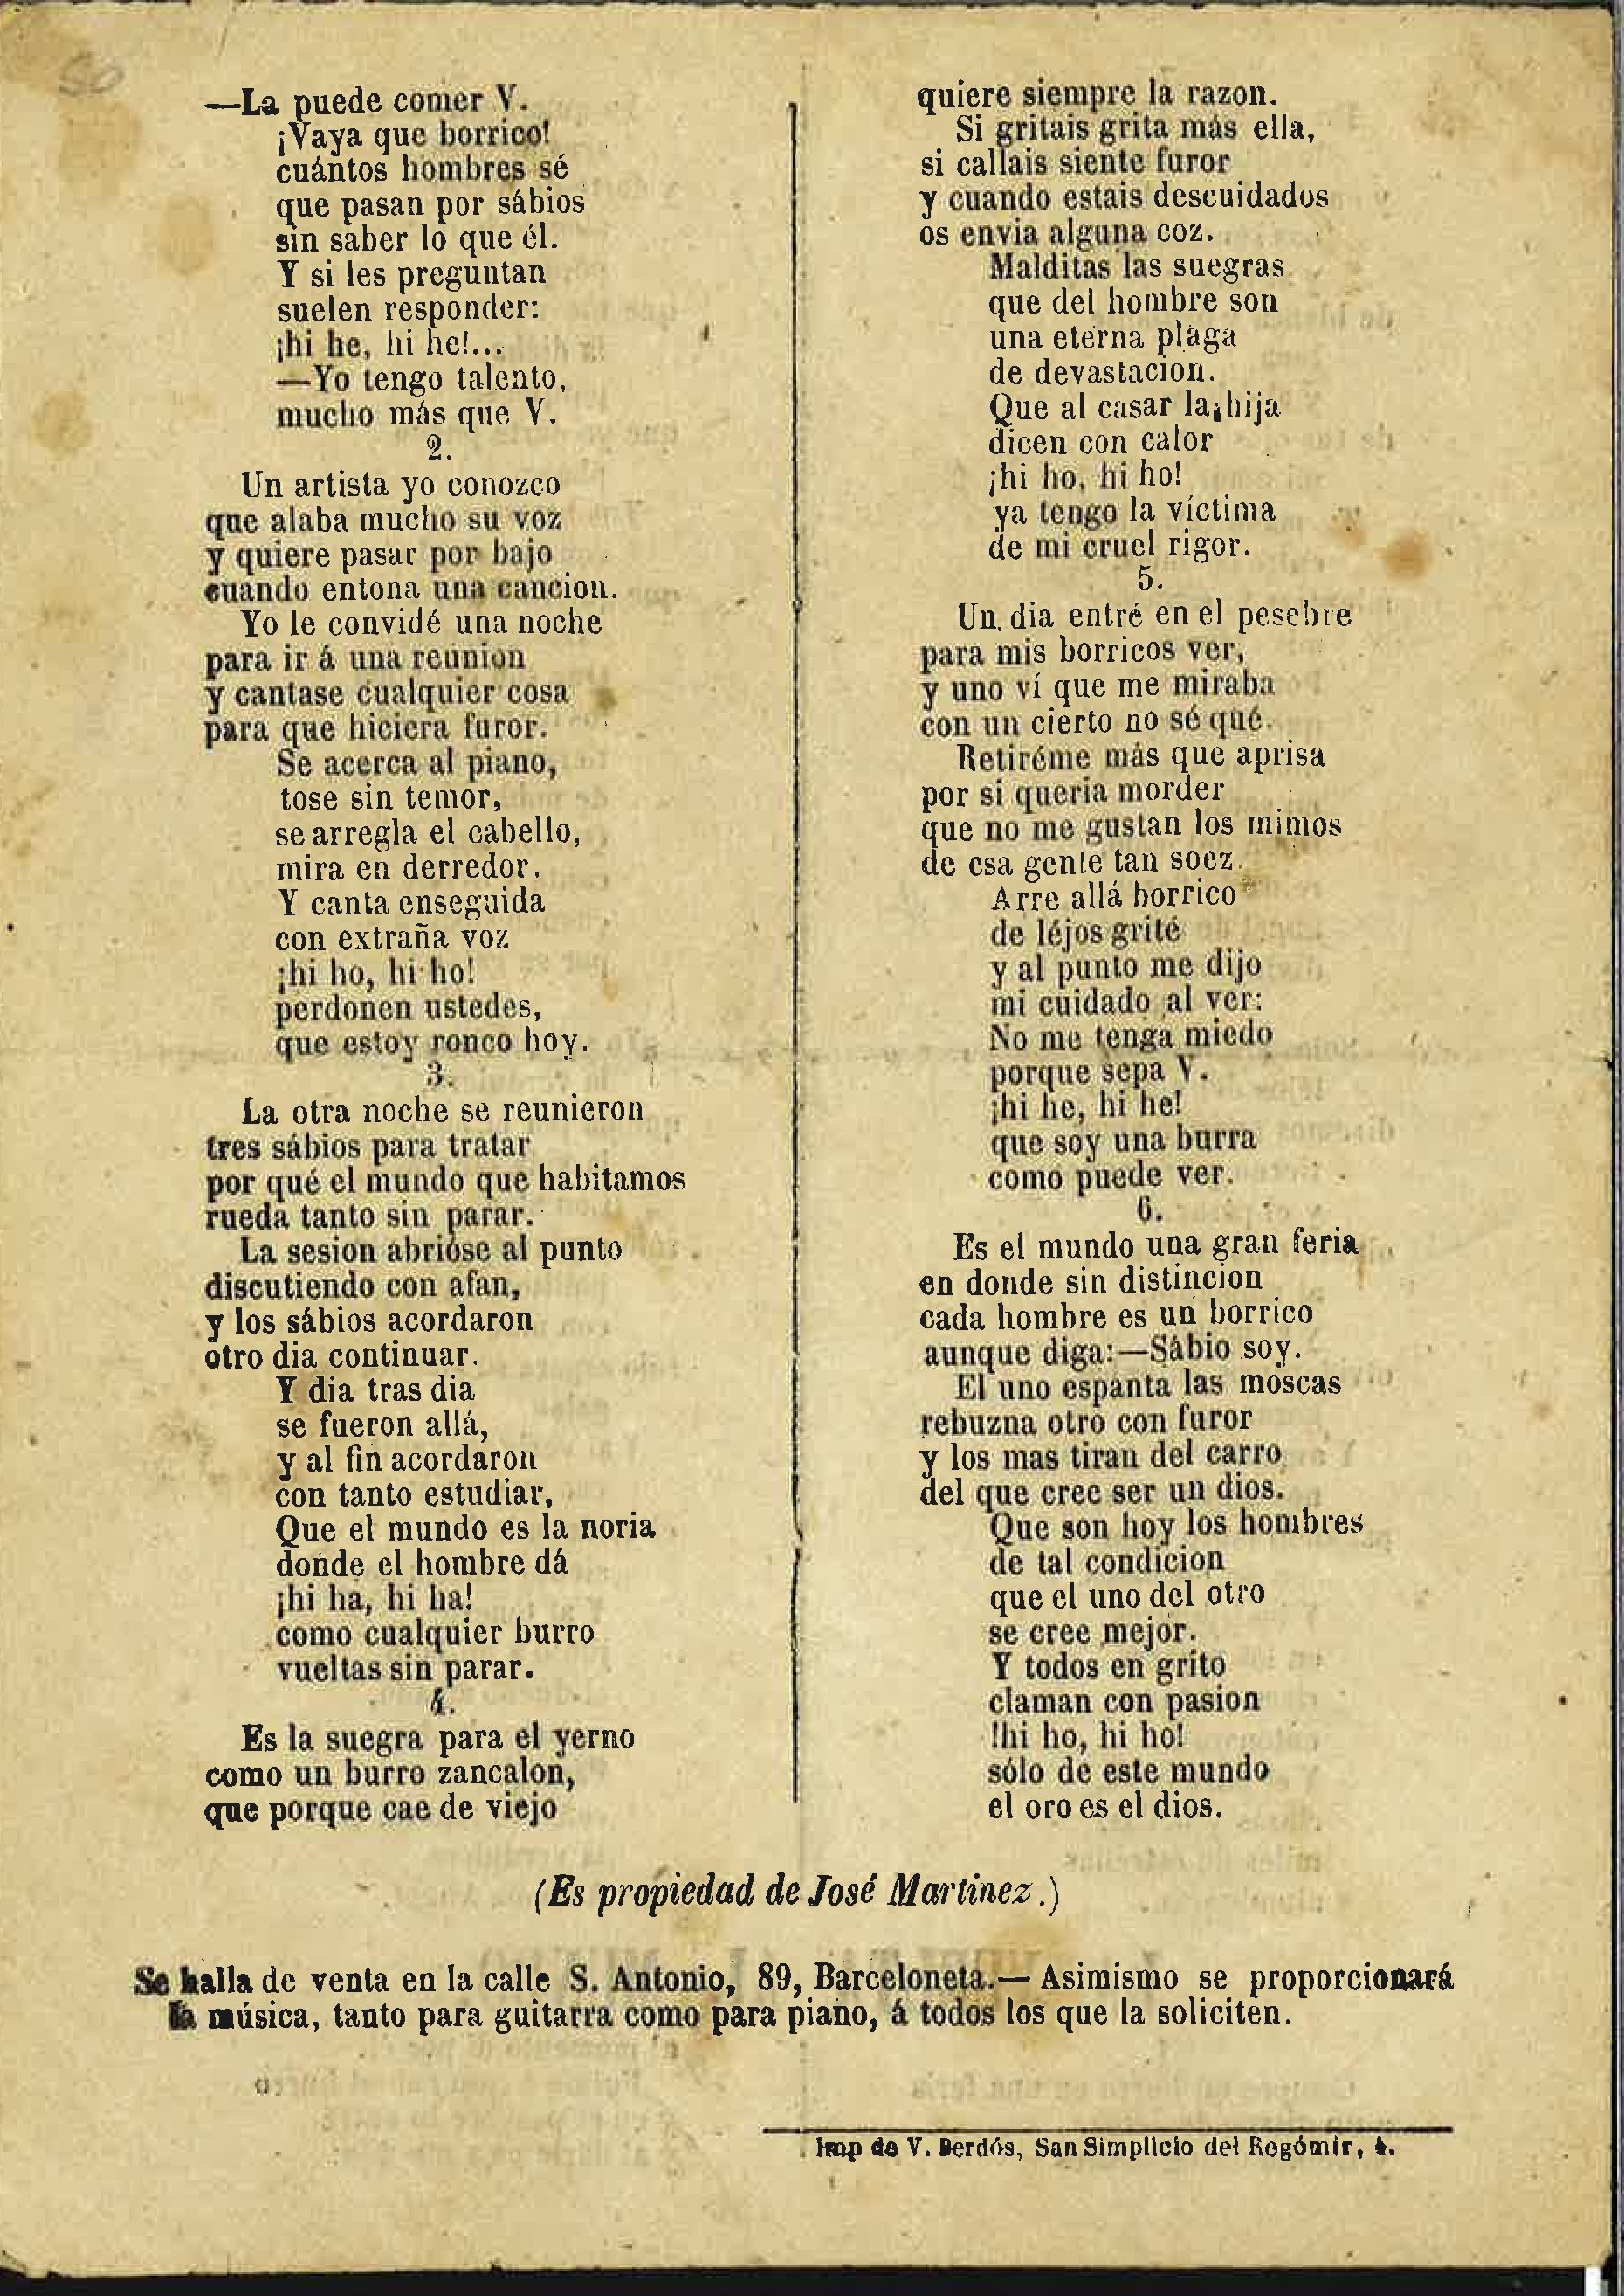 50
—La puede comer V.
¡Vaya que borrico!
cuántos hombres sé
que pasan por sábios
sin saber lo que él.
Y si les preguntan
suelen responder:
¡hi he, hi he!...
—Yo tengo talento,
mucho más que V.
2.
Un artista yo conozco
que alaba mucho su voz
y quiere pasar por bajo
cuando entona una cancion.
Yo le convidé una noche
para ir á una reunion
y cantase cualquier cosa
para que hiciera furor.
Se acerca al piano,
tose sin temor,
se arregla el cabello,
mira en derredor.
Y canta enseguida
con extraña voz
¡hi ho, hi ho!
perdonen ustedes,
que estoy ronco hoy.
3.
La otra noche se reunieron
tres sábios para tratar
por qué el mundo que habitamos
rueda tanto sin parar.
La sesion abrióse al punto
discutiendo con afan,
y los sábios acordaron
otro dia continuar.
Y dia tras dia
se fueron allá,
y al fin acordaron
con tanto estudiar,
Que el mundo es la noria
donde el hombre dá
¡hi ha, hi ha!
como cualquier burro
vueltas sin parar.
4.
Es la suegra para el yerno
como un burro zancalon,
que porque cae de viejo
quiere siempre la razon.
Si gritais grita más ella,
si callais siente furor
y cuando estais descuidados
os envia alguna coz.
Malditas las suegras
que del hombre son
una eterna plaga
de devastacion.
Que al casar la hija
dicen con calor
¡hi ho, hi ho!
ya tengo la víctima
de mi cruel rigor.
5.
Un dia entré en el pesebre
para mis borricos ver,
y uno ví que me miraba
con un cierto no sé qué.
Retiréme más que aprisa
por si queria morder
que no me gustan los mimos
de esa gente tan soez.
Arre allá borrico
de léjos grité
y al punto me dijo
mi cuidado al ver:
No me tenga miedo
porque sepa V.
¡hi he, hi he!
que soy una burra
como puede ver.
6.
Es el mundo una gran feria
en donde sin distincion
cada hombre es un borrico
aunque diga:—Sábio soy.
El uno espanta las moscas
rebuzna otro con furor
y los mas tiran del carro
del que cree ser un dios.
Que son hoy los hombres
de tal condicion
que el uno del otro
se cree mejor.
Y todos en grito
claman con pasion
!hi ho, hi ho!
sólo de este mundo
el oro es el dios.
(Es propiedad de José Martinez.)
Se halla de venta en la calle S. Antonio, 89, Barceloneta.— Asimismo se proporcionará
la música, tanto para guitarra como para piano, á todos los que la soliciten.
Imp de V. Berdós, San Simplicio del Regómir, 4.